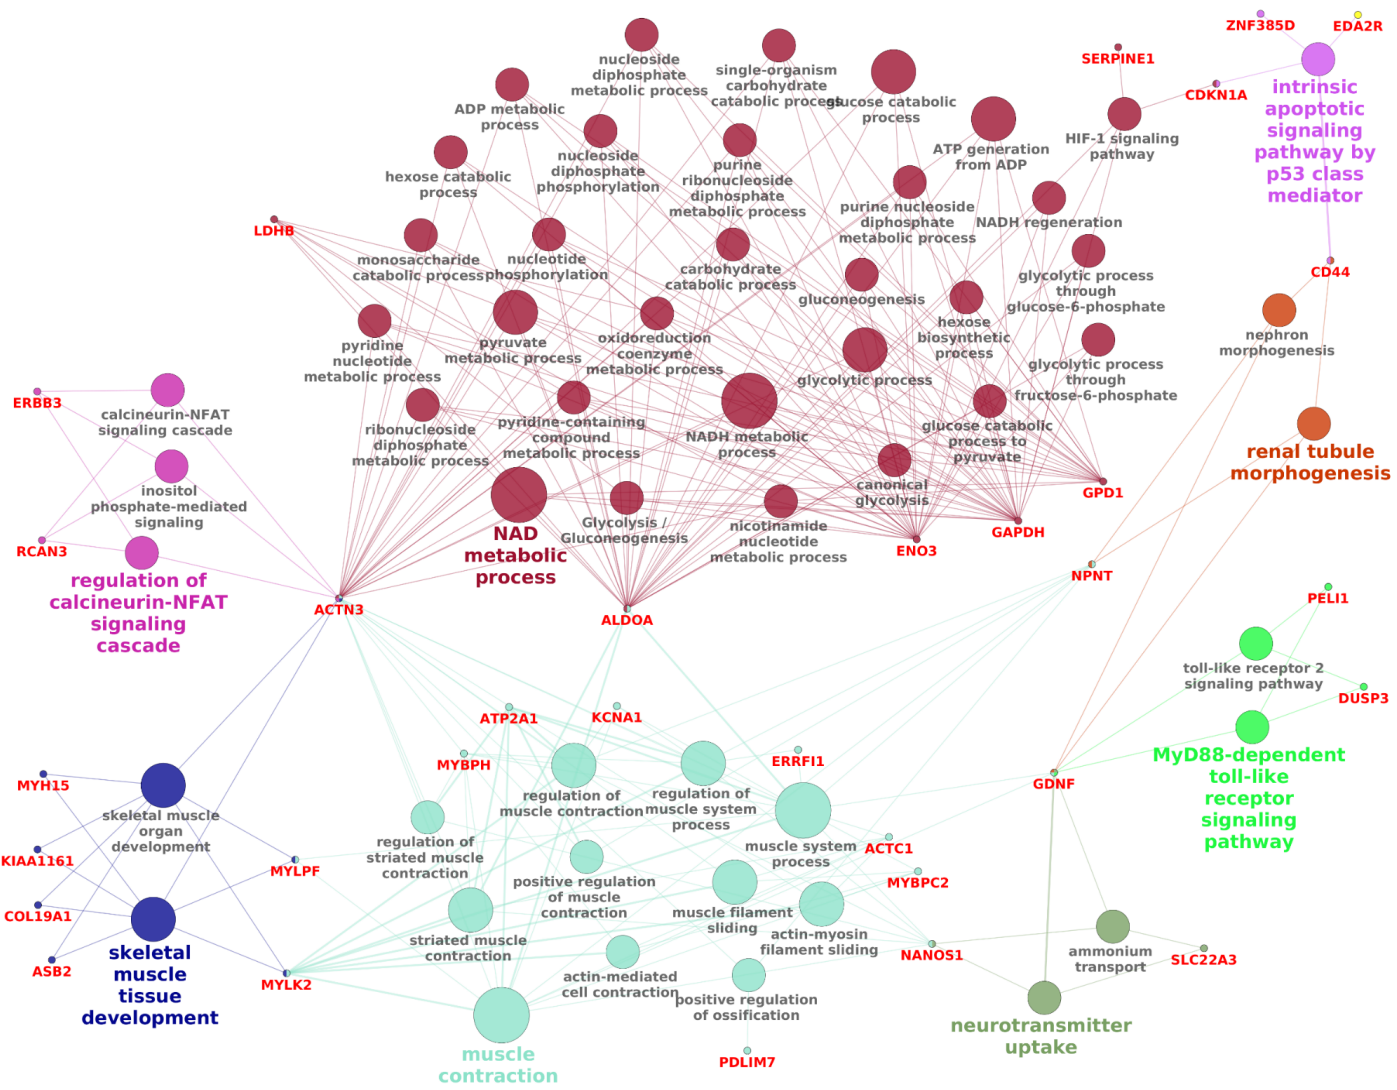 ZNF385D
EDA2R
SERPINE1
CDKN1A
intrinsic
apoptotic
signaling
pathway by
p53 class
mediator
CD44
nucleoside
diphosphate
metabolic process
single-organism
carbohydrate
catabolic process
glucose catabolic
process
ADP metabolic
process
nucleoside
diphosphate
phosphorylation
purine
ribonucleoside
diphosphate
metabolic process
ATP generation
from ADP
HIF-1 signaling
pathway
hexose catabolic
process
purine nucleoside
diphosphate
metabolic process
NADH regeneration
LDHB
monosaccharide
catabolic process
nucleotide
phosphorylation
carbohydrate
catabolic process
gluconeogenesis
glycolytic process
through
glucose-6-phosphate
pyridine
nucleotide
metabolic process
pyruvate
metabolic process
oxidoreduction
coenzyme
metabolic process
glycolytic process
hexose
biosynthetic
process
glycolytic process
through
fructose-6-phosphate
nephron
morphogenesis
renal tubule
morphogenesis
ribonucleoside
diphosphate
metabolic process
pyridine-containing
compound
metabolic process
NADH metabolic
process
glucose catabolic
process to
pyruvate
canonical
glycolysis
NAD
metabolic
process
Glycolysis /
Gluconeogenesis
nicotinamide
nucleotide
metabolic process
GPD1
GAPDH
ENO3
NPNT
ERBB3
calcineurin-NFAT
signaling cascade
inositol
phosphate-mediated
signaling
RCAN3
regulation of
calcineurin-NFAT
signaling
cascade
ACTN3
ALDOA
PELI1
toll-like receptor 2
signaling pathway
DUSP3
MyD88-dependent
toll-like
receptor
signaling
pathway
GDNF
ATP2A1
KCNA1
MYBPH
ERRFI1
regulation of
muscle contraction
regulation of
muscle system
process
regulation of
striated muscle
contraction
muscle system
process
ACTC1
MYBPC2
positive regulation
of muscle
contraction
muscle filament
sliding
actin-myosin
filament sliding
striated muscle
contraction
actin-mediated
cell contraction
positive regulation
of ossification
NANOS1
PDLIM7
muscle
contraction
MYH15
skeletal muscle
organ
development
KIAA1161
MYLPF
COL19A1
ASB2
skeletal
muscle
tissue
development
MYLK2
ammonium
transport
SLC22A3
neurotransmitter
uptake